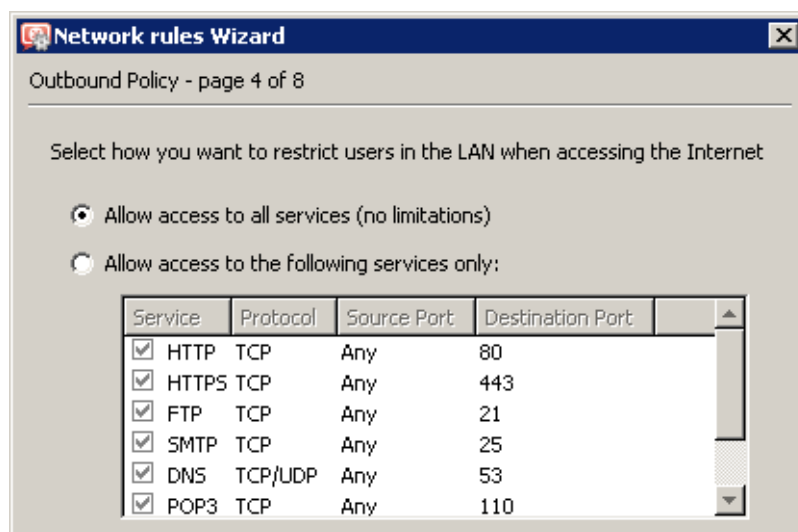 Network rules Wizard
Outbound Policy - page 4 of 8
Select how you want to restrict users in the LAN when accessing the Internet
Allow access to all services (no limitations)
Allow access to the following services only:
Service Protocol Source Port Destination Port
HTTP TCP Any 80
HTTPS TCP Any 443
FTP TCP Any 21
SMTP TCP Any 25
DNS TCP/UDP Any 53
POP3 TCP Any 110